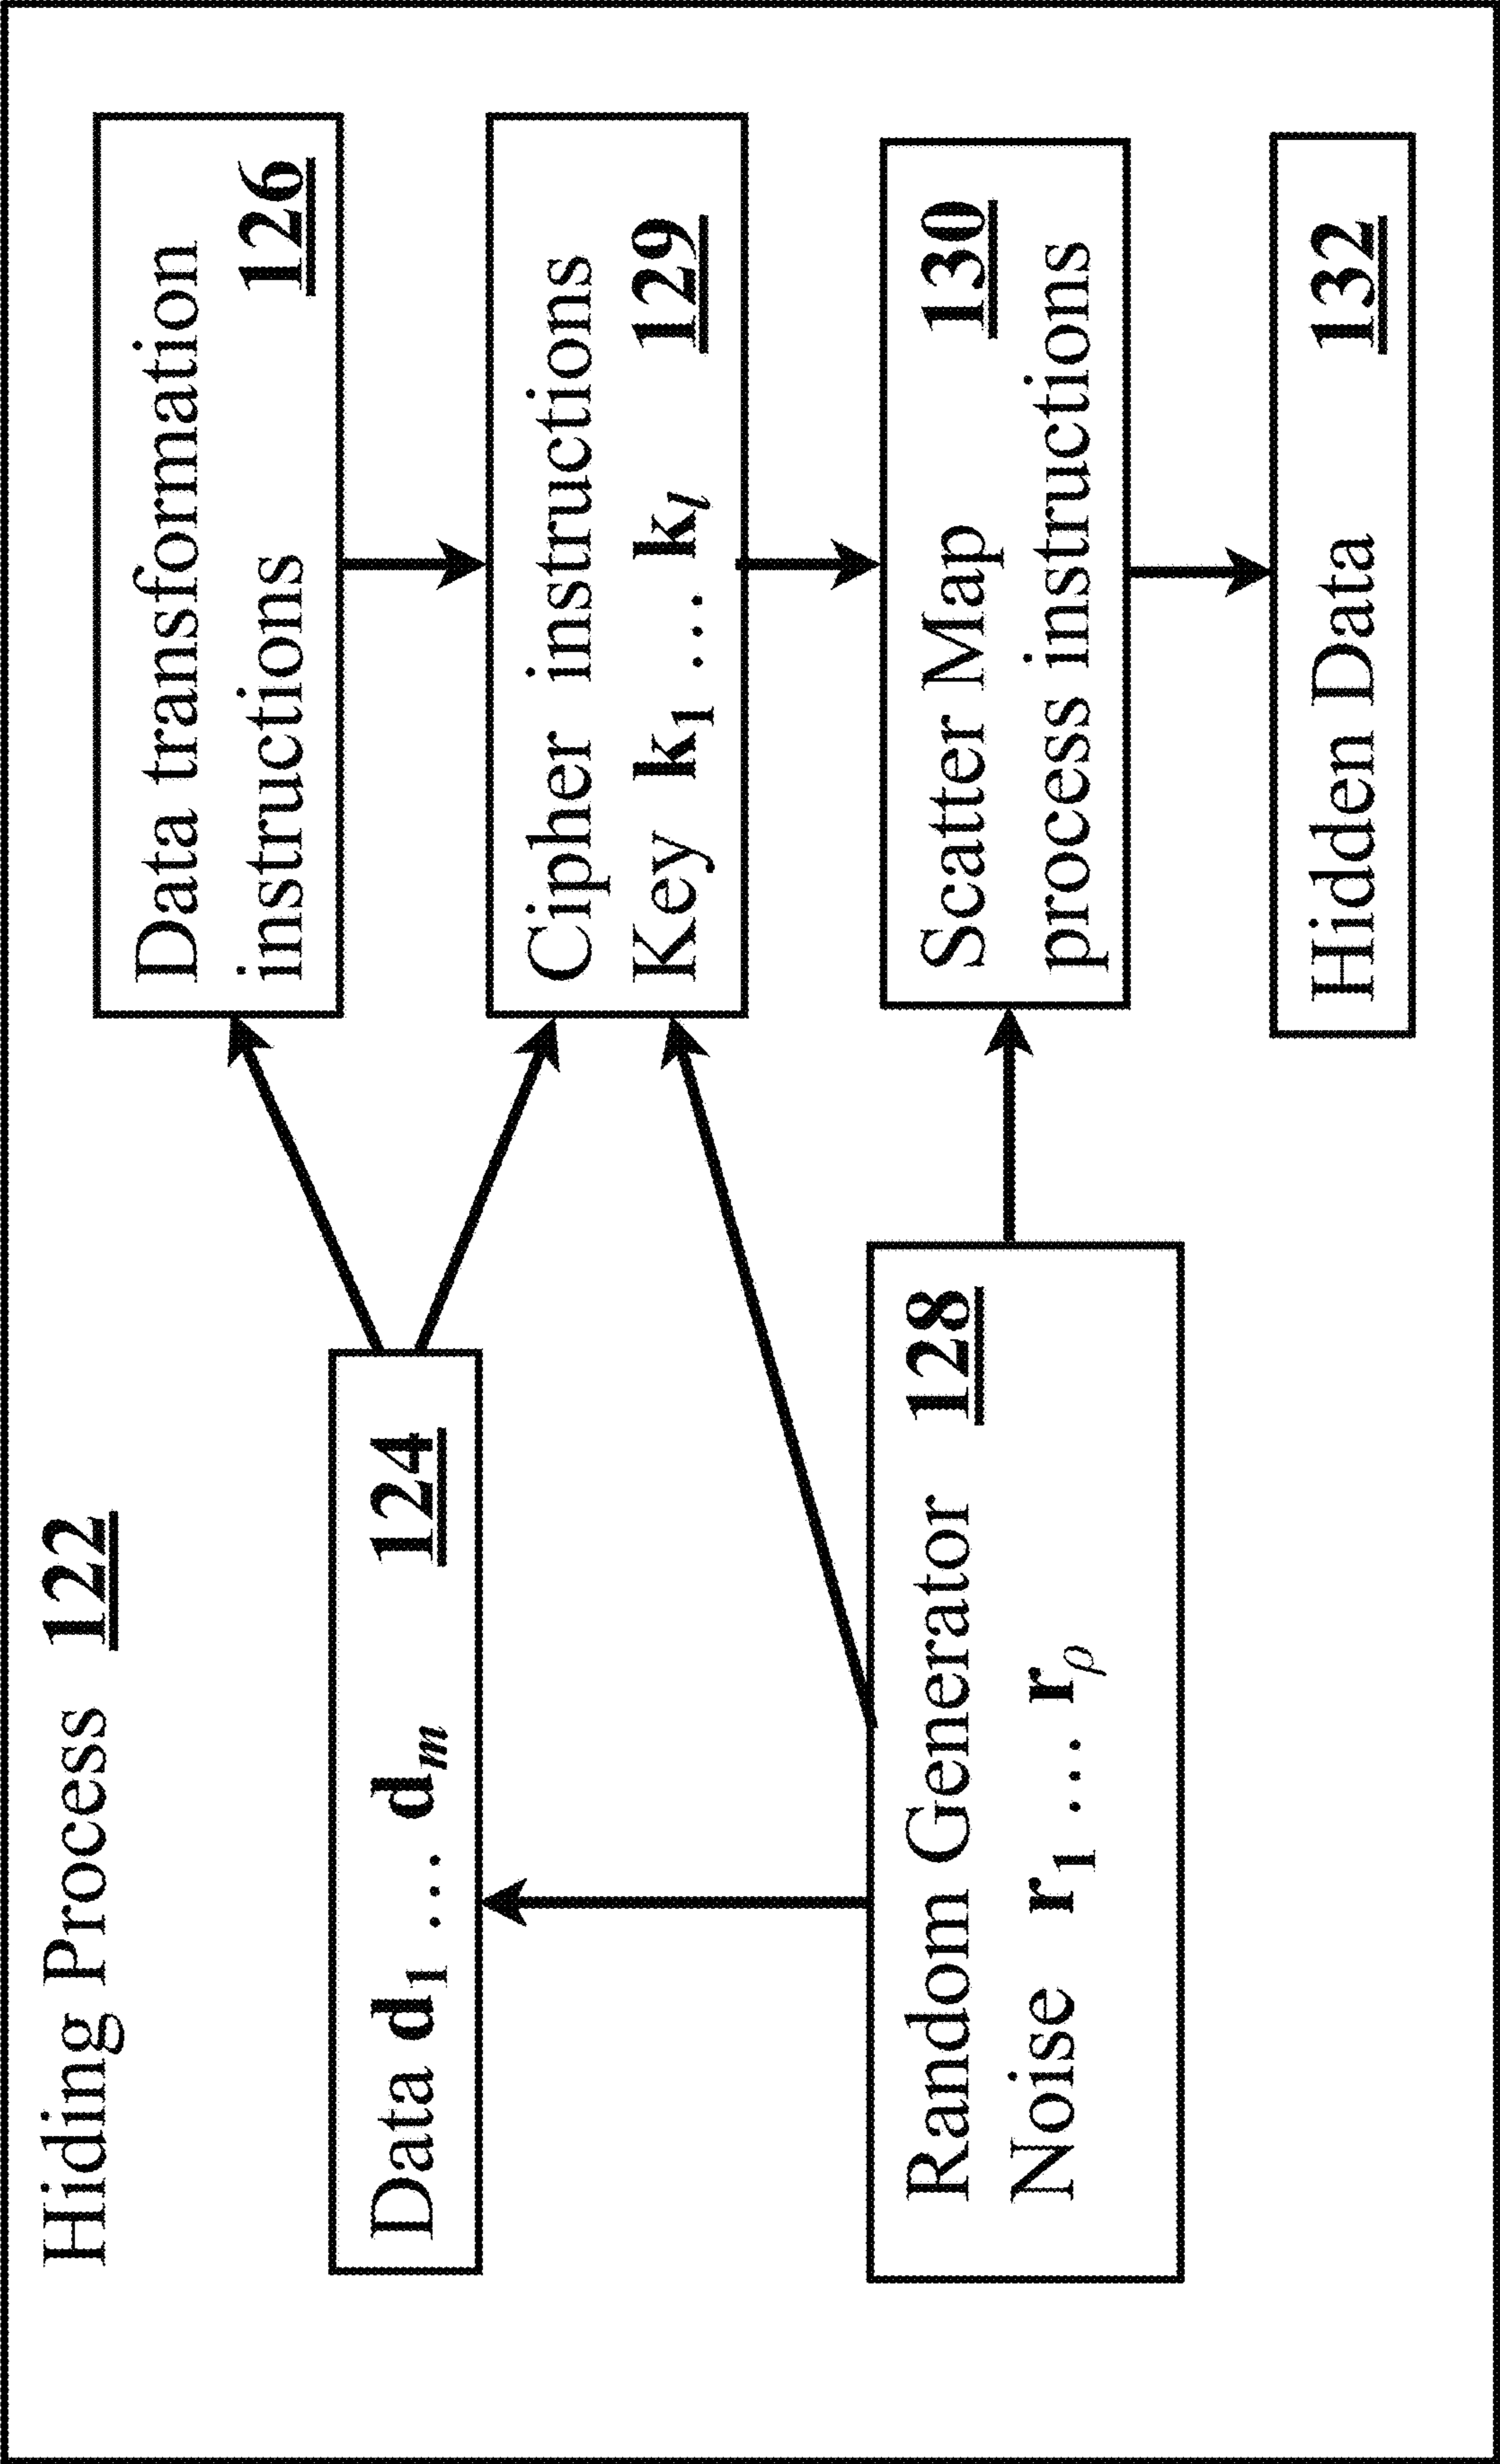 Hiding Process 122
Data d₁ … dₘ 124
Random Generator 128
Noise r₁ … rᵨ
Data transformation
instructions 126
Cipher instructions
Key k₁ … kₗ 129
Scatter Map 130
process instructions
Hidden Data 132